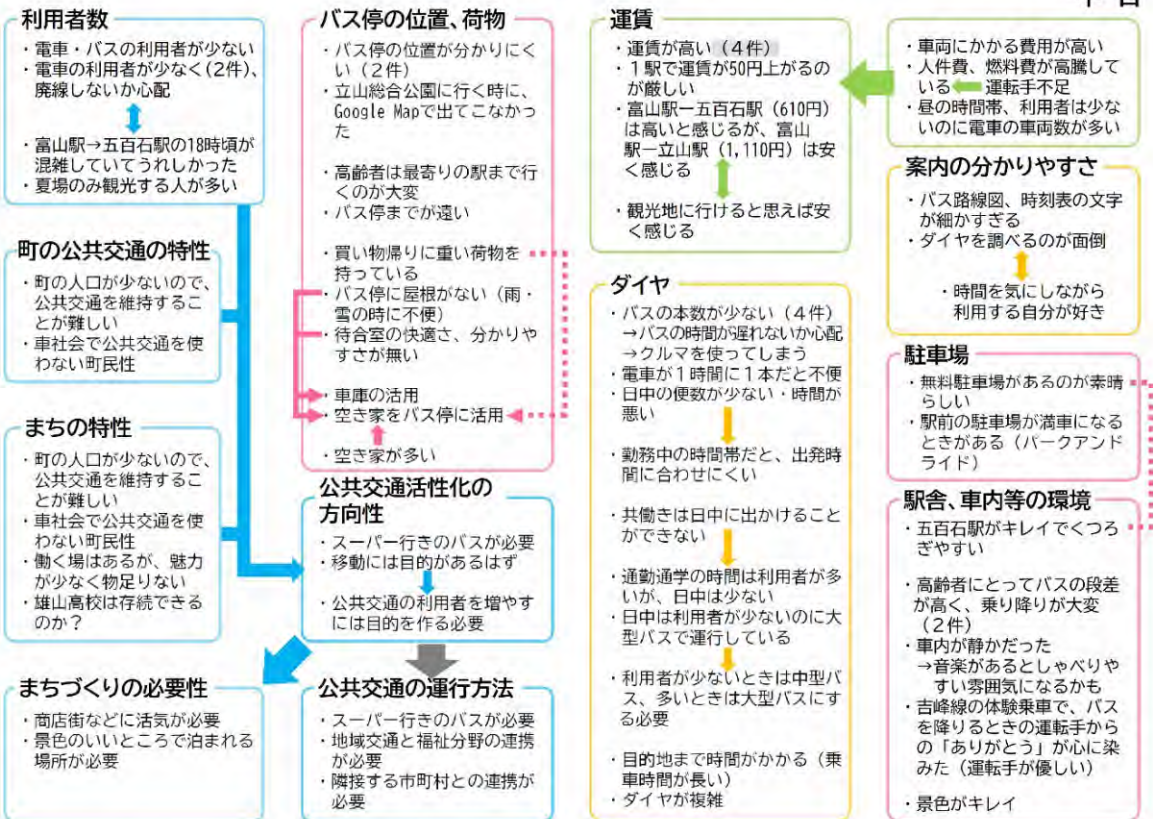 利用者数
・電車・バスの利用者が少ない
・電車の利用者が少なく(2件)、
廃線しないか心配
・富山駅→五百石駅の18時頃が
混雑していてうれしかった
・夏場のみ観光する人が多い
町の公共交通の特性
・町の人口が少ないので、
公共交通を維持するこ
とが難しい
・車社会で公共交通を使
わない町民性
まちの特性
・町の人口が少ないので、
公共交通を維持するこ
とが難しい
・車社会で公共交通を使
わない町民性
・働く場はあるが、魅力
が少なく物足りない
・雄山高校は存続できる
のか?
まちづくりの必要性
・商店街などに活気が必要
・景色のいいところで泊まれる
場所が必要
バス停の位置、荷物
・バス停の位置が分かりにく
い(2件)
・立山総合公園に行く時に、
Google Mapで出てこなかっ
た
・高齢者は最寄りの駅まで行
くのが大変
・バス停までが遠い
・買い物帰りに重い荷物を
持っている
・バス停に屋根がない(雨・
雪の時に不便)
・待合室の快適さ、分かりや
すさが無い
・車庫の活用
・空き家をバス停に活用
・空き家が多い
公共交通活性化の
方向性
・スーパー行きのバスが必要
・移動には目的があるはず
・公共交通の利用者を増やす
には目的を作る必要
公共交通の運行方法
・スーパー行きのバスが必要
・地域交通と福祉分野の連携
が必要
・隣接する市町村との連携が
必要
運賃
・運賃が高い(4件)
・1駅で運賃が50円上がるの
が厳しい
・富山駅ー五百石駅(610円)
は高いと感じるが、富山
駅ー立山駅(1,110円)は安
く感じる
・観光地に行けると思えば安
く感じる
・車両にかかる費用が高い
・人件費、燃料費が高騰して
いる 運転手不足
・昼の時間帯、利用者は少な
いのに電車の車両数が多い
ダイヤ
・バスの本数が少ない(4件)
→バスの時間が遅れないか心配
→クルマを使ってしまう
・電車が1時間に1本だと不便
・日中の便数が少ない・時間が
悪い
・勤務中の時間帯だと、出発時
間に合わせにくい
・共働きは日中に出かけること
ができない
・通勤通学の時間は利用者が多
いが、日中は少ない
・日中は利用者が少ないのに大
型バスで運行している
・利用者が少ないときは中型バ
ス、多いときは大型バスにす
る必要
・目的地まで時間がかかる(乗
車時間が長い)
・ダイヤが複雑
案内の分かりやすさ
・バス路線図、時刻表の文字
が細かすぎる
・ダイヤを調べるのが面倒
・時間を気にしながら
利用する自分が好き
駐車場
・無料駐車場があるのが素晴
らしい
・駅前の駐車場が満車になる
ときがある(パークアンド
ライド)
駅舎、車内等の環境
・五百石駅がキレイでくつろ
ぎやすい
・高齢者にとってバスの段差
が高く、乗り降りが大変
(2件)
・車内が静かだった
→音楽があるとしゃべりや
すい雰囲気になるかも
・吉峰線の体験乗車で、バス
を降りるときの運転手から
の「ありがとう」が心に染
みた(運転手が優しい)
・景色がキレイ